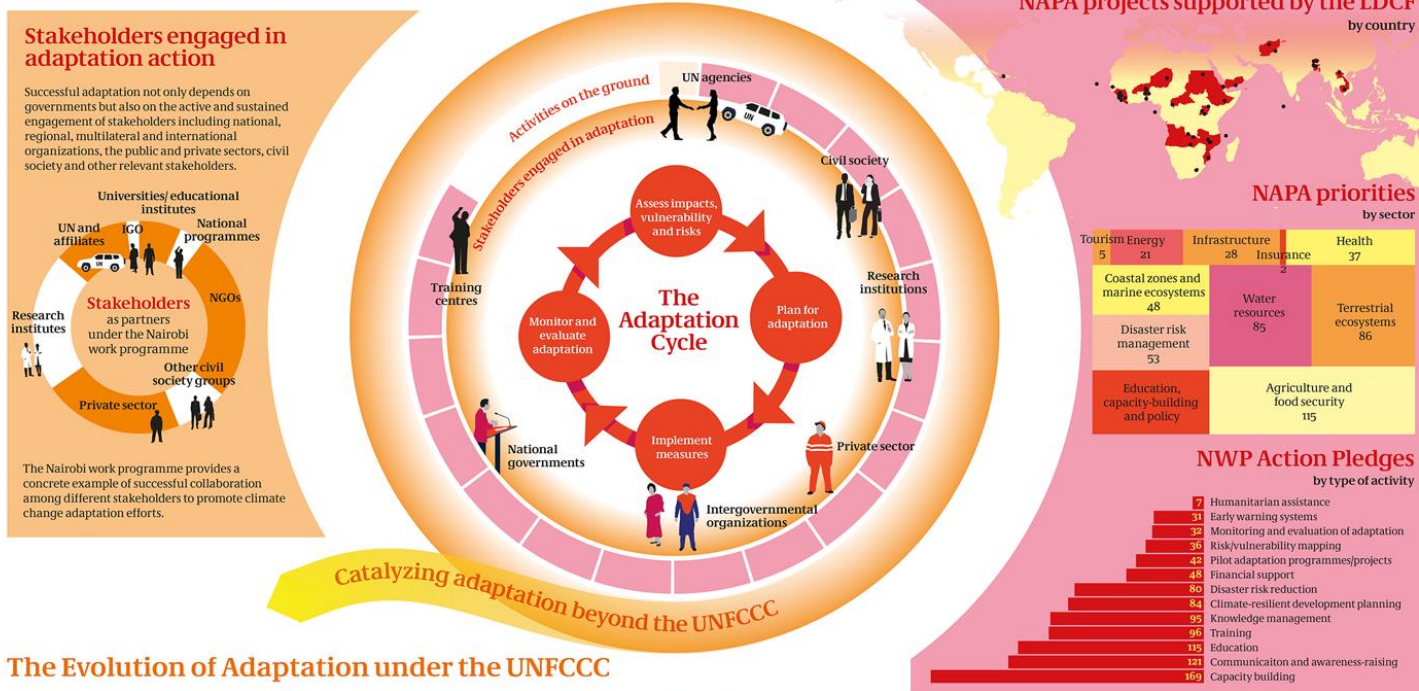 Stakeholders engaged in
adaptation action
Successful adaptation not only depends on
governments but also on the active and sustained
engagement of stakeholders including national,
regional, multilateral and international
organizations, the public and private sectors, civil
society and other relevant stakeholders.
Universities/ educational
institutes
UN and
affiliates
IGO
National
programmes
UN
NGOs
Research
institutes
Stakeholders
as partners
under the Nairobi
work programme
Other civil
society groups
Private sector
The Nairobi work programme provides a
concrete example of successful collaboration
among different stakeholders to promote climate
change adaptation efforts.
Activities on the ground
Stakeholders engaged in adaptation
UN agencies
UN
Civil society
Research
institutions
Private sector
Intergovernmental
organizations
National
governments
Training
centres
The
Adaptation
Cycle
Assess impacts,
vulnerability
and risks
Plan for
adaptation
Implement
measures
Monitor and
evaluate
adaptation
Catalyzing adaptation beyond the UNFCCC
The Evolution of Adaptation under the UNFCCC
NAPA projects supported by the LDCF
by country
NAPA priorities
by sector
Tourism
5
Energy
21
Infrastructure
28
Insurance
2
Health
37
Coastal zones and
marine ecosystems
48
Water
resources
85
Terrestrial
ecosystems
86
Disaster risk
management
53
Education,
capacity-building
and policy
Agriculture and
food security
115
NWP Action Pledges
by type of activity
7 Humanitarian assistance
31 Early warning systems
32 Monitoring and evaluation of adaptation
36 Risk/vulnerability mapping
42 Pilot adaptation programmes/projects
48 Financial support
80 Disaster risk reduction
84 Climate-resilient development planning
95 Knowledge management
96 Training
115 Education
121 Communicaiton and awareness-raising
169 Capacity building